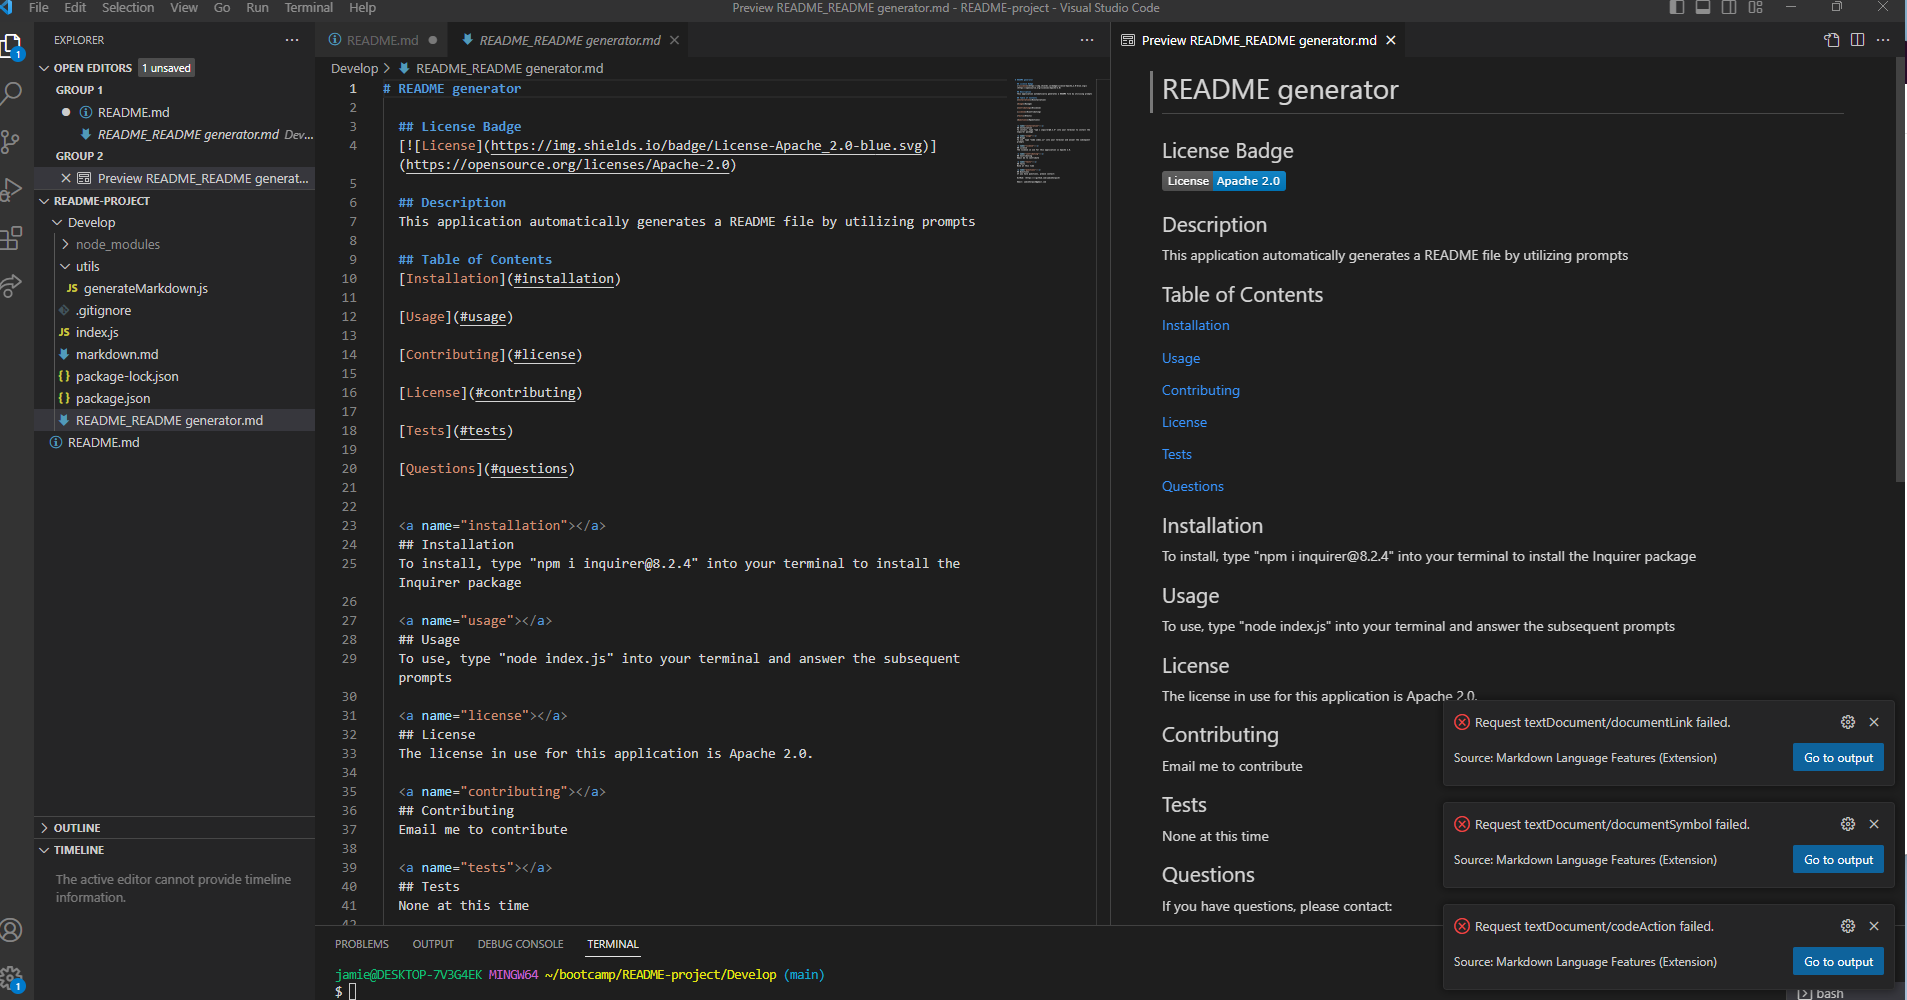 File Edit Selection View Go Run Terminal Help
Preview README_README generator.md - README-project - Visual Studio Code
EXPLORER
OPEN EDITORS 1 unsaved
GROUP 1
README.md
README_README generator.md Dev...
GROUP 2
Preview README_README generat...
README-PROJECT
Develop
node_modules
utils
JS generateMarkdown.js
.gitignore
JS index.js
markdown.md
{} package-lock.json
{} package.json
README_README generator.md
README.md
OUTLINE
TIMELINE
The active editor cannot provide timeline
information.
1
1
README.md
README_README generator.md
Develop > README_README generator.md
1 # README generator
2
3 ## License Badge
4 [![License](https://img.shields.io/badge/License-Apache_2.0-blue.svg)]
(https://opensource.org/licenses/Apache-2.0)
5
6 ## Description
7 This application automatically generates a README file by utilizing prompts
8
9 ## Table of Contents
10 [Installation](#installation)
11
12 [Usage](#usage)
13
14 [Contributing](#license)
15
16 [License](#contributing)
17
18 [Tests](#tests)
19
20 [Questions](#questions)
21
22
23 <a name="installation"></a>
24 ## Installation
25 To install, type "npm i inquirer@8.2.4" into your terminal to install the
Inquirer package
26
27 <a name="usage"></a>
28 ## Usage
29 To use, type "node index.js" into your terminal and answer the subsequent
prompts
30
31 <a name="license"></a>
32 ## License
33 The license in use for this application is Apache 2.0.
34
35 <a name="contributing"></a>
36 ## Contributing
37 Email me to contribute
38
39 <a name="tests"></a>
40 ## Tests
41 None at this time
42
Preview README_README generator.md
README generator
License Badge
License Apache 2.0
Description
This application automatically generates a README file by utilizing prompts
Table of Contents
Installation
Usage
Contributing
License
Tests
Questions
Installation
To install, type "npm i inquirer@8.2.4" into your terminal to install the Inquirer package
Usage
To use, type "node index.js" into your terminal and answer the subsequent prompts
License
The license in use for this application is Apache 2.0.
Contributing
Email me to contribute
Tests
None at this time
Questions
If you have questions, please contact:
Request textDocument/documentLink failed.
Source: Markdown Language Features (Extension)
Go to output
Request textDocument/documentSymbol failed.
Source: Markdown Language Features (Extension)
Go to output
Request textDocument/codeAction failed.
Source: Markdown Language Features (Extension)
Go to output
PROBLEMS OUTPUT DEBUG CONSOLE TERMINAL
jamie@DESKTOP-7V3G4EK MINGW64 ~/bootcamp/README-project/Develop (main)
$
bash